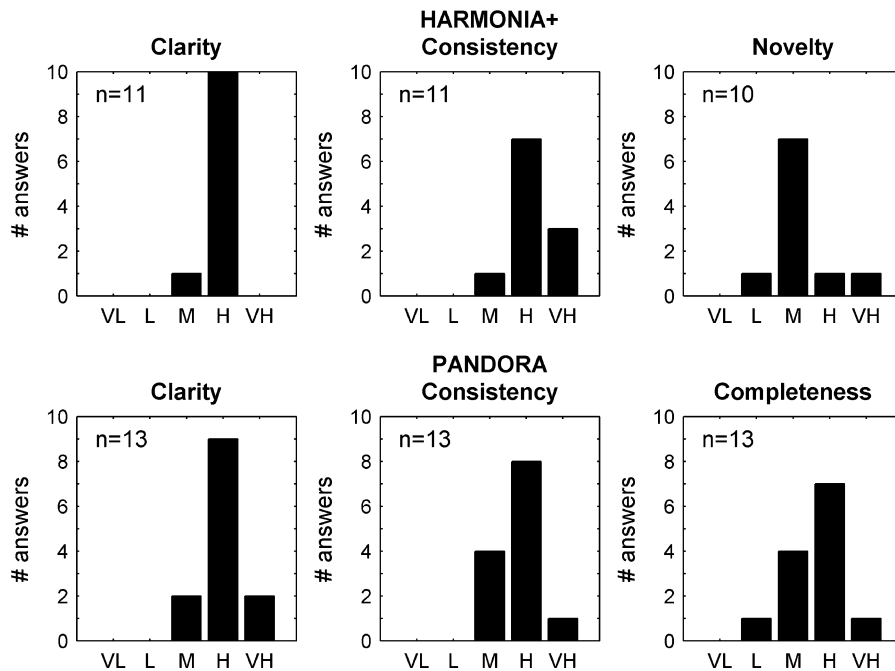 HARMONIA+
Clarity Consistency Novelty
10 10 10
n=11 n=11 n=10
8 8 8
6 6 6
# answers # answers # answers
4 4 4
2 2 2
0 0 0
VL L M H VH VL L M H VH VL L M H VH
PANDORA
Clarity Consistency Completeness
10 10 10
n=13 n=13 n=13
8 8 8
6 6 6
# answers # answers # answers
4 4 4
2 2 2
0 0 0
VL L M H VH VL L M H VH VL L M H VH